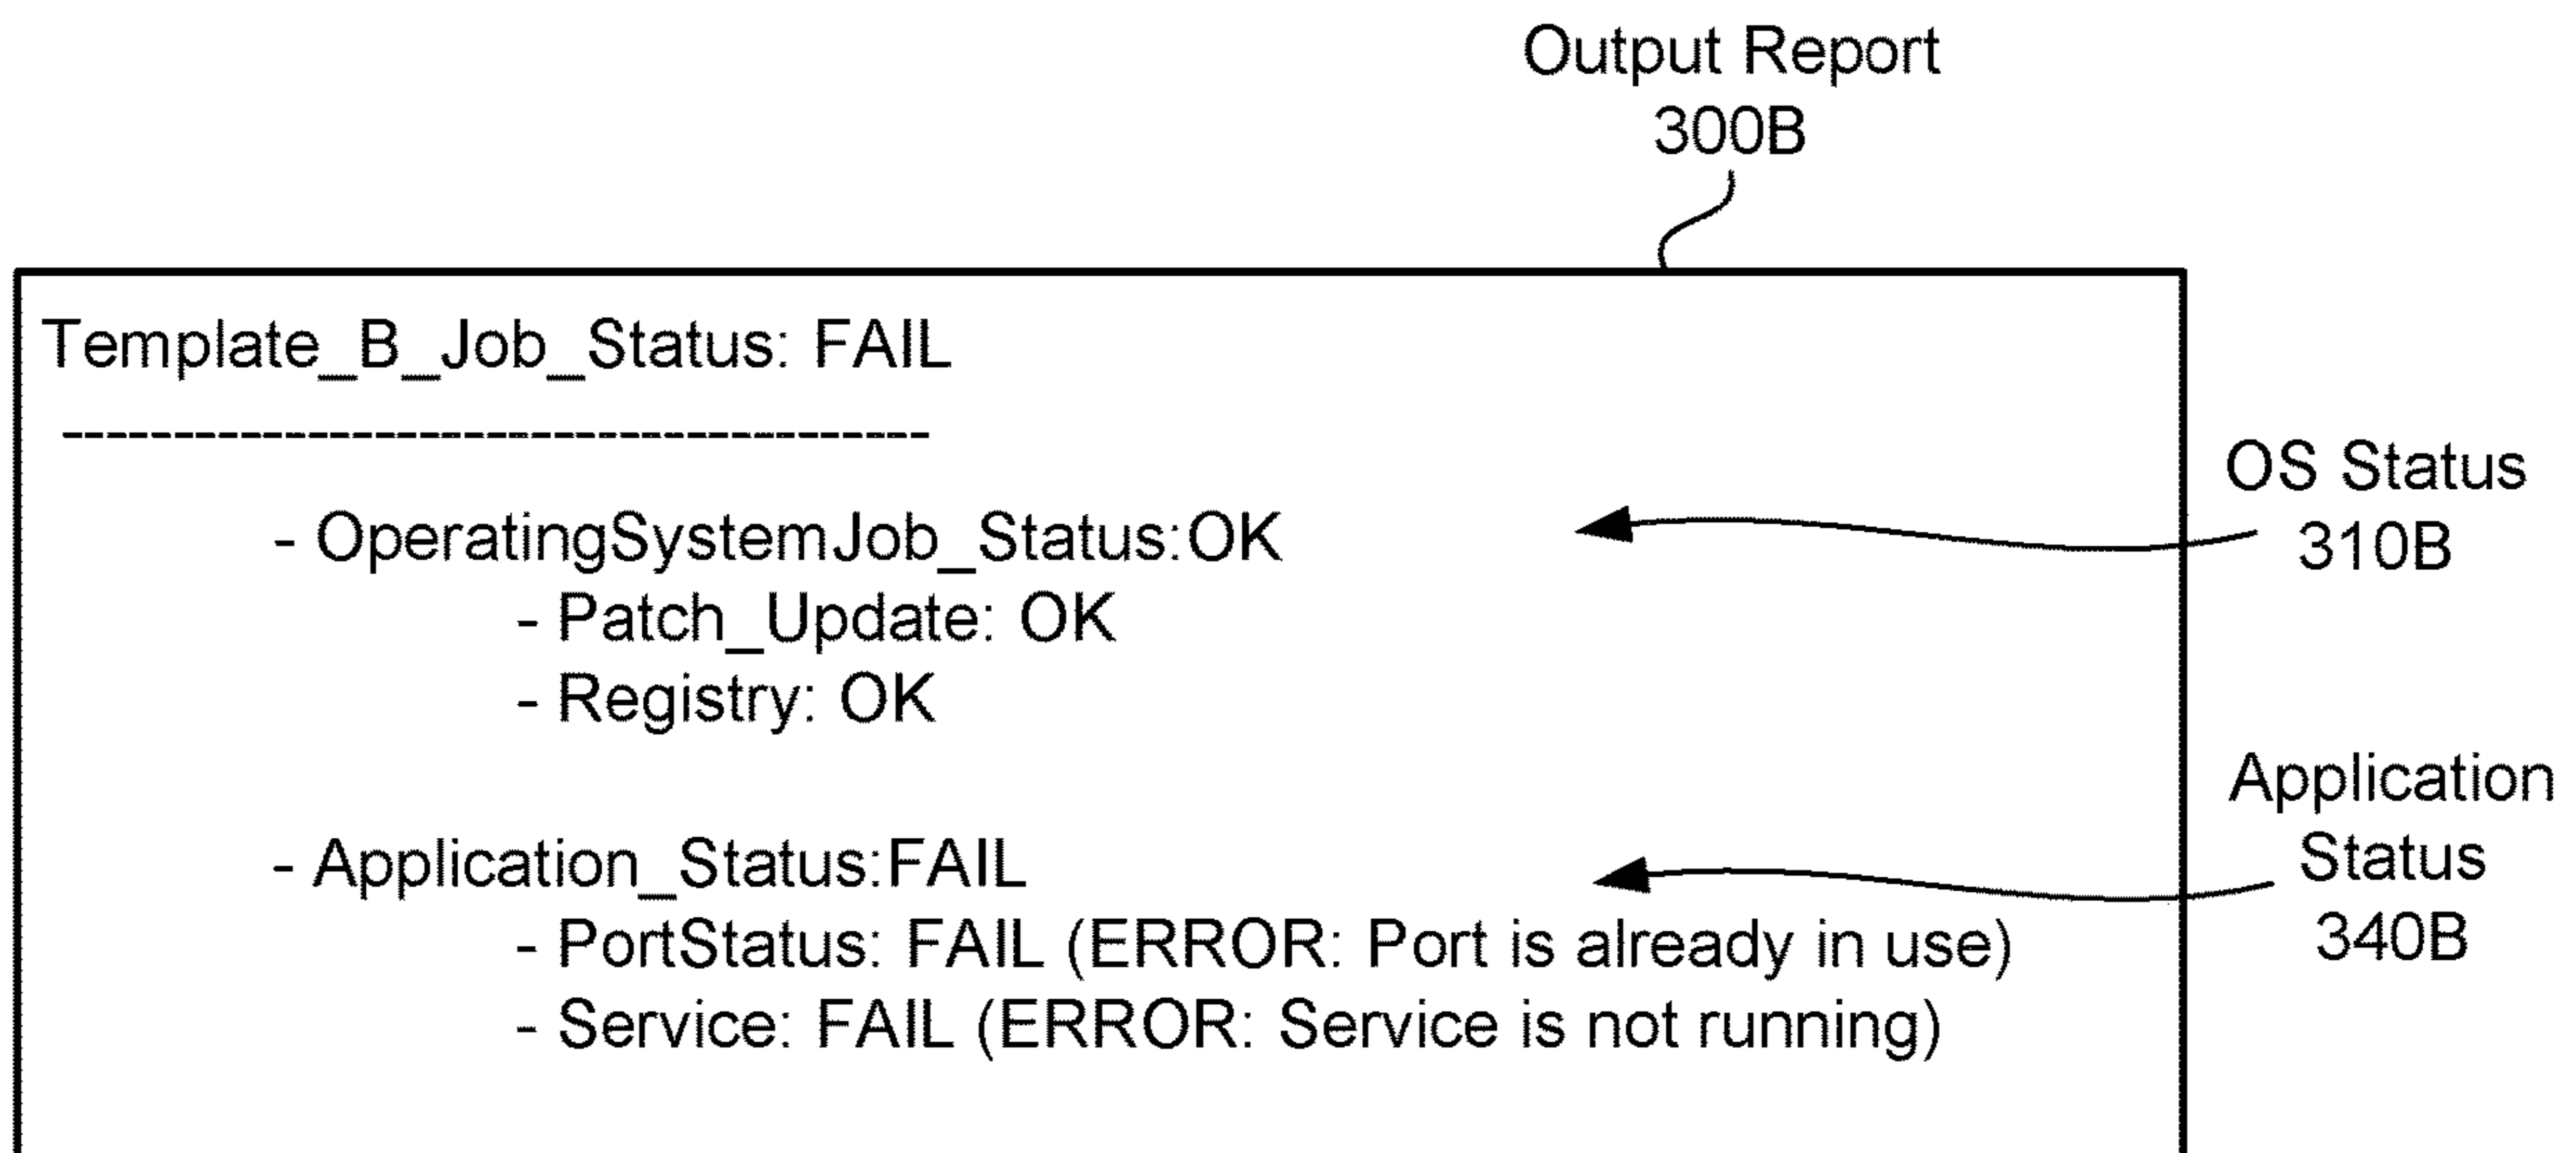 Output Report
300B
Template_B_Job_Status: FAIL
---------------------------------------
- OperatingSystemJob_Status:OK
- Patch_Update: OK
- Registry: OK
OS Status
310B
- Application_Status:FAIL
- PortStatus: FAIL (ERROR: Port is already in use)
- Service: FAIL (ERROR: Service is not running)
Application
Status
340B